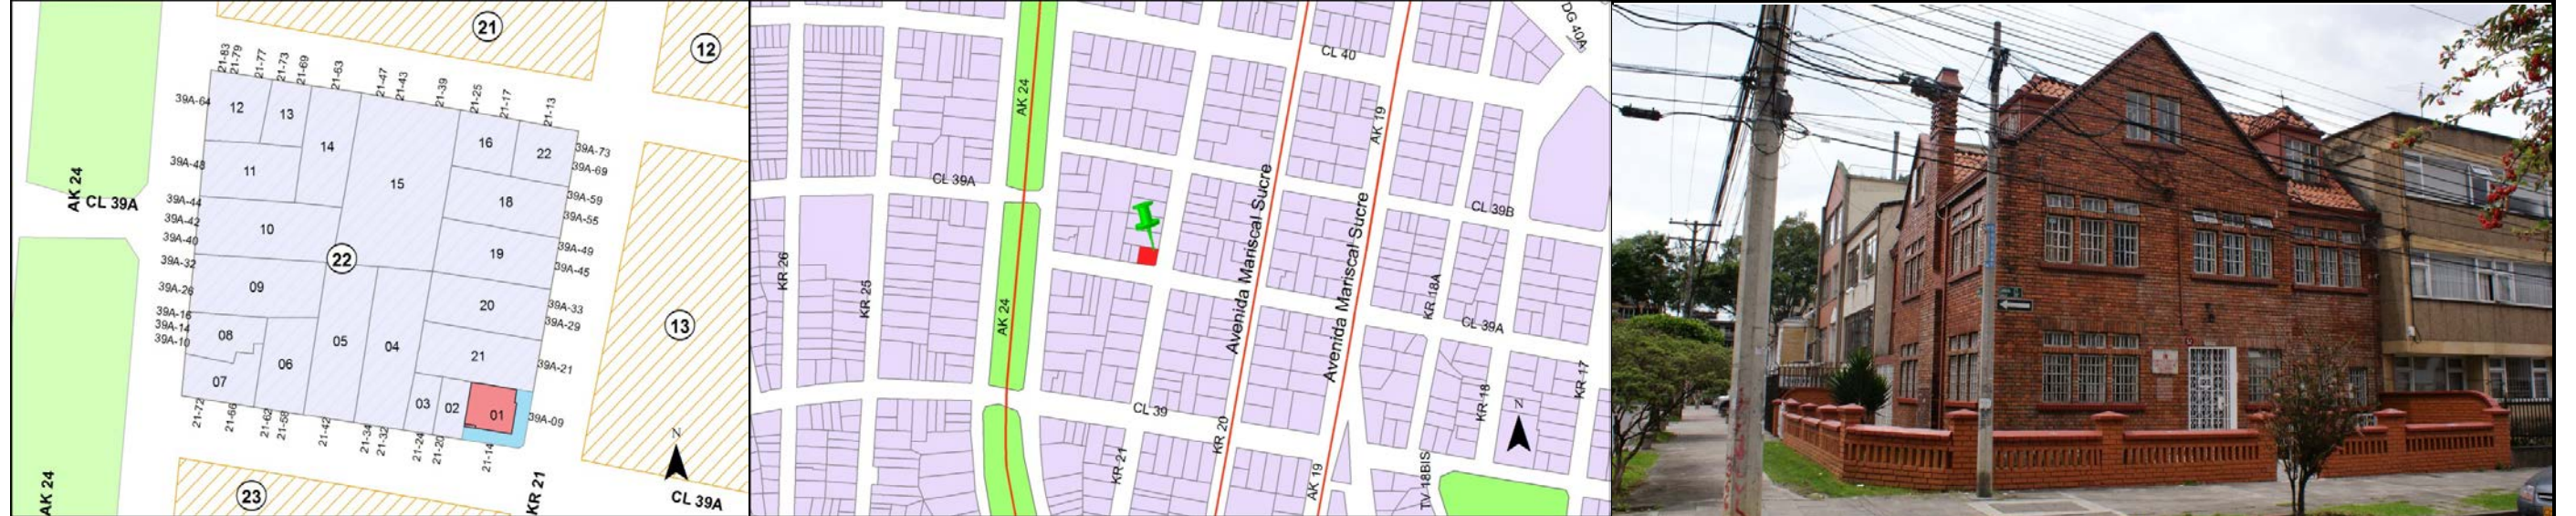 21
12
21-83
21-79
21-77
21-73
21-69
21-63
21-47
21-43
21-39
21-25
21-17
21-13
39A-64
12
13
14
15
16
22
39A-73
39A-69
39A-48
11
AK 24
CL 39A
39A-44
39A-42
39A-40
39A-32
10
22
18
39A-59
39A-55
19
39A-49
39A-45
39A-26
09
20
39A-33
39A-29
13
39A-16
39A-14
39A-10
08
06
05
04
21
39A-21
07
03
02
01
39A-09
21-72
21-66
21-62
21-58
21-42
21-34
21-32
21-24
21-20
21-14
N
AK 24
23
KR 21
CL 39A
AK 24
CL 40
DG 40A
AK 19
CL 39A
CL 39B
KR 26
KR 25
AK 24
Avenida Mariscal Sucre
Avenida Mariscal Sucre
KR 18A
CL 39A
KR 17
KR 18
CL 39
KR 20
KR 21
AK 19
TV 18BIS
N